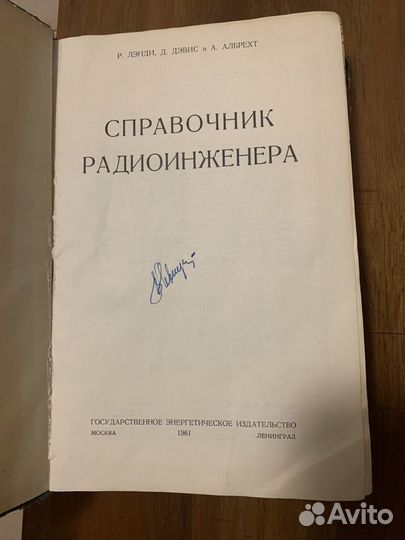 Р. ЛЭНДИ, Д. ДЭВИС и А. АЛБРЕХТ
СПРАВОЧНИК
РАДИОИНЖЕНЕРА
ГОСУДАРСТВЕННОЕ ЭНЕРГЕТИЧЕСКОЕ ИЗДАТЕЛЬСТВО
МОСКВА 1961 ЛЕНИНГРАД
Avito